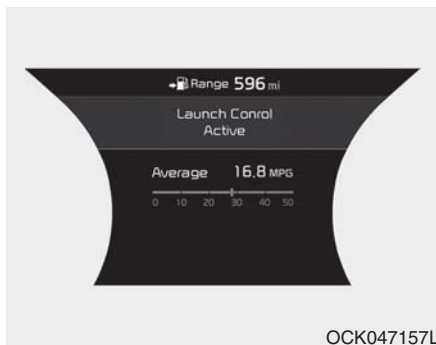 Range 596 mi
Launch Conrol
Active
Average 16.8 MPG
0 10 20 30 40 50
OCK047157L